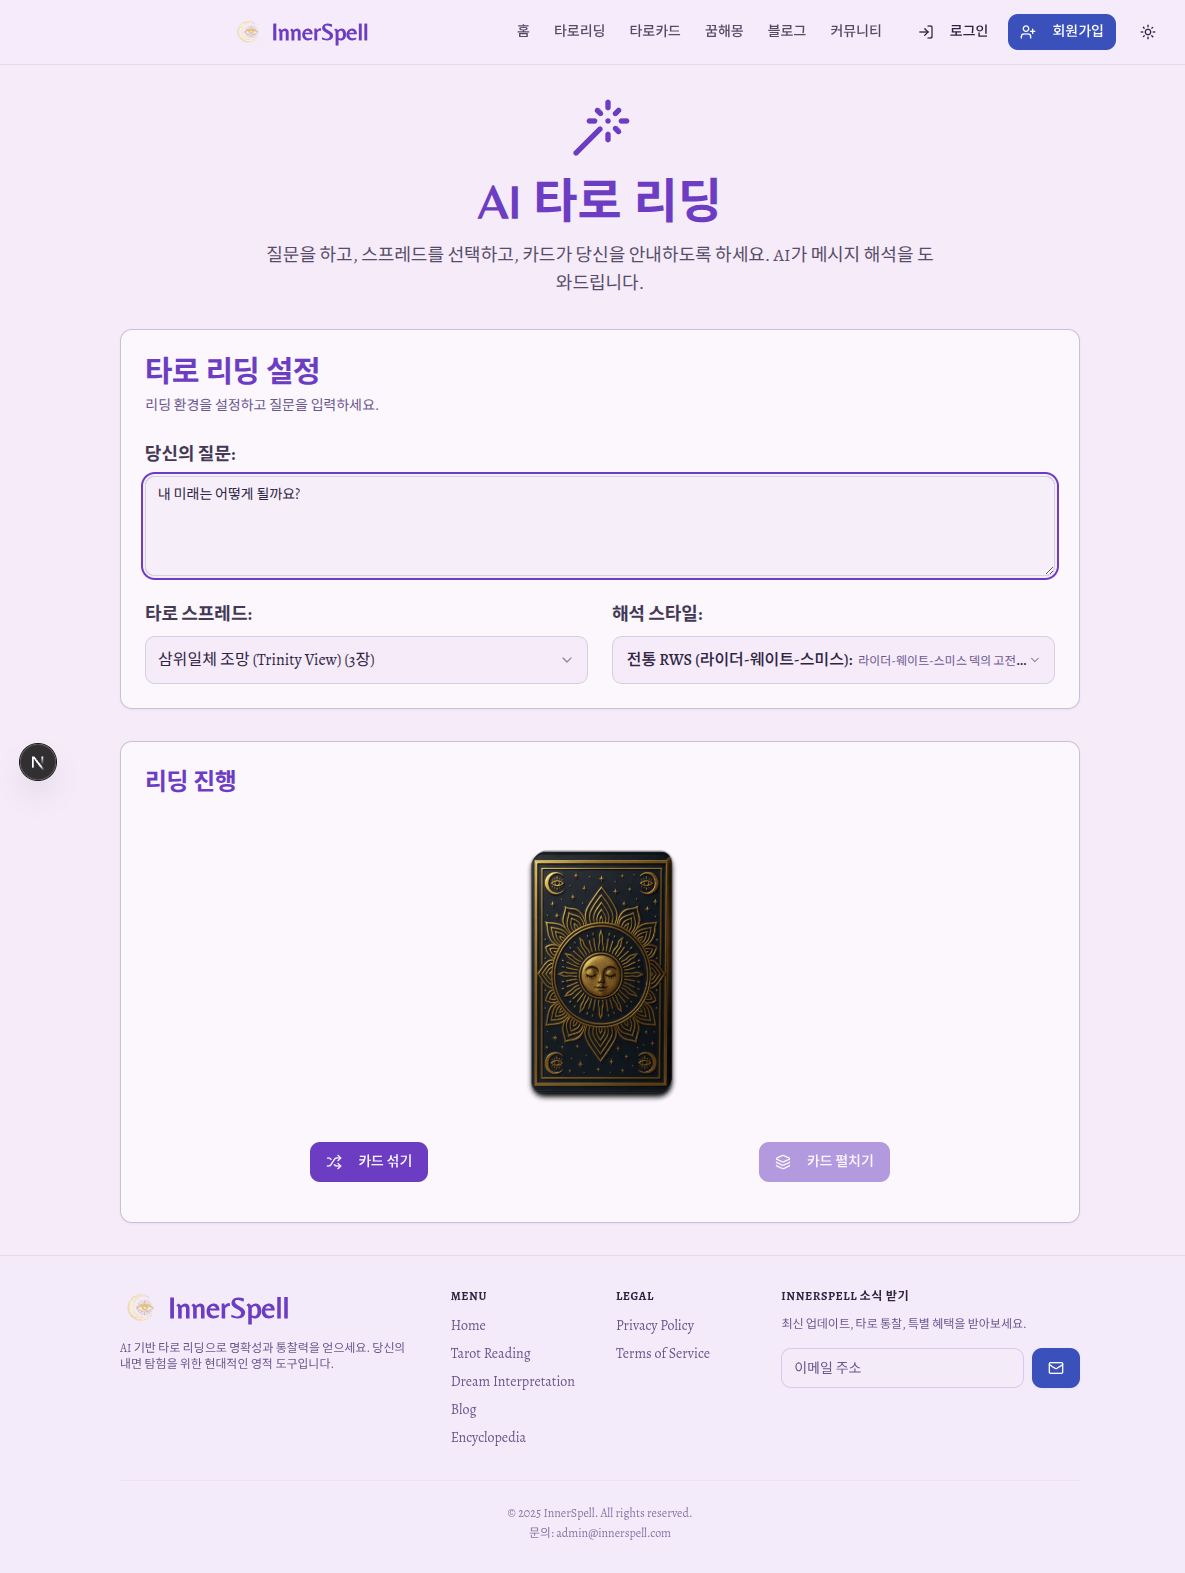 InnerSpell
홈 타로리딩 타로카드 꿈해몽 블로그 커뮤니티 로그인 회원가입
AI 타로 리딩
질문을 하고, 스프레드를 선택하고, 카드가 당신을 안내하도록 하세요. AI가 메시지 해석을 도
와드립니다.
타로 리딩 설정
리딩 환경을 설정하고 질문을 입력하세요.
당신의 질문:
내 미래는 어떻게 될까요?
타로 스프레드:
삼위일체 조망 (Trinity View) (3장)
해석 스타일:
전통 RWS (라이더-웨이트-스미스): 라이더-웨이트-스미스 덱의 고전...
N
리딩 진행
카드 섞기
카드 펼치기
InnerSpell
AI 기반 타로 리딩으로 명확성과 통찰력을 얻으세요. 당신의
내면 탐험을 위한 현대적인 영적 도구입니다.
MENU
Home
Tarot Reading
Dream Interpretation
Blog
Encyclopedia
LEGAL
Privacy Policy
Terms of Service
INNERSPELL 소식 받기
최신 업데이트, 타로 통찰, 특별 혜택을 받아보세요.
이메일 주소
© 2025 InnerSpell. All rights reserved.
문의: admin@innerspell.com